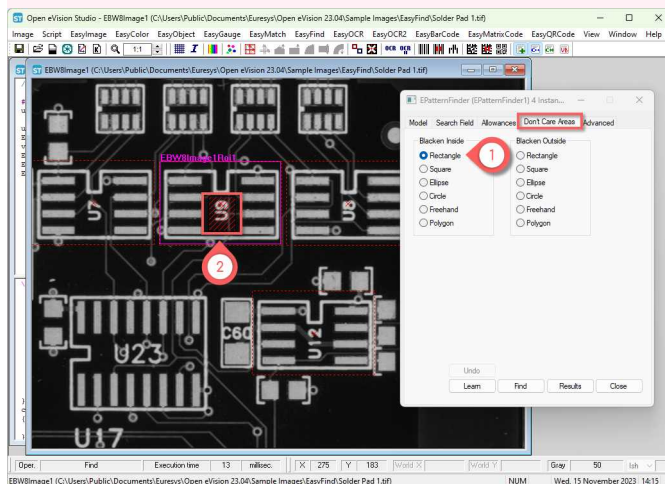 EBW8Image1 (C:\Users\Public\Documents\Euresys\Open eVision 23.04\Sample Images\EasyFind\Solder Pad 1.tif)
Open eVision Studio - EBW8Image1 (C:\Users\Public\Documents\Euresys\Open eVision 23.04\Sample Images\EasyFind\Solder Pad 1.tif)
Image Script EasyImage EasyColor EasyObject EasyGauge EasyMatch EasyFind EasyOCR EasyOCR2 EasyBarCode EasyMatrixCode EasyQRCode View Window Help
1:1
EPatternFinder (EPatternFinder1) 4 Instan...
Model Search Field Allowances Don't Care Areas Advanced
Blacken Inside Blacken Outside
Rectangle Rectangle
Square Square
Ellipse Ellipse
Circle Circle
Freehand Freehand
Polygon Polygon
1
EBW8Image1Roi1
U7
U8
2
C60
U12
U23
U17
Undo
Learn Find Results Close
Oper. Find Execution time 13 millisec. X 275 Y 183 World X World Y Gray 50 lsh
EBW8Image1 (C:\Users\Public\Documents\Euresys\Open eVision 23.04\Sample Images\EasyFind\Solder Pad 1.tif) NUM Wed. 15 November 2023 14:15